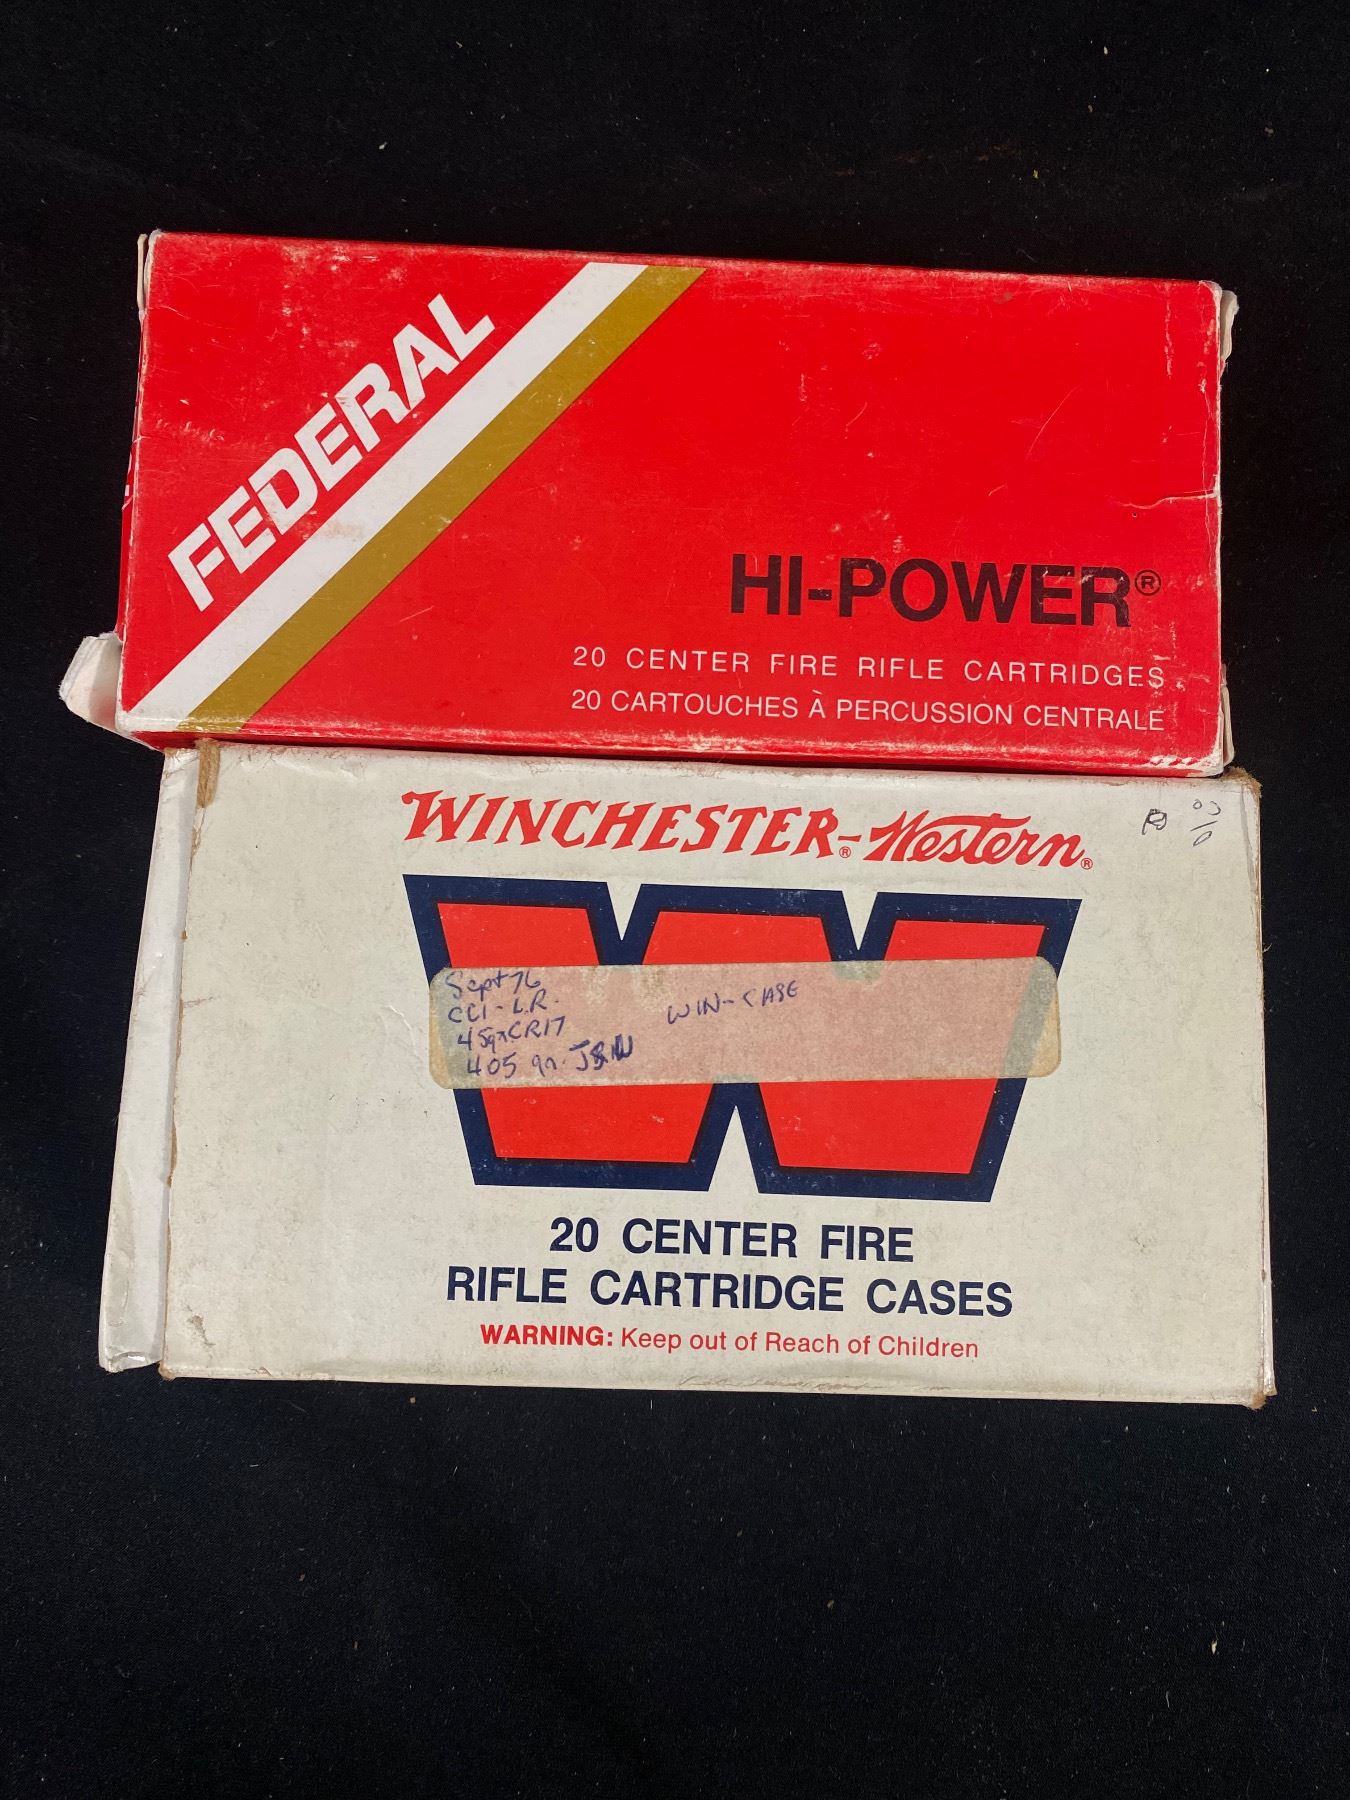 FEDERAL
HI-POWER®
20 CENTER FIRE RIFLE CARTRIDGES
20 CARTOUCHES À PERCUSSION CENTRALE
WINCHESTER®-Western®
Sept 76
CCI-L.R.
WIN-CASE
405 gn.
20 CENTER FIRE
RIFLE CARTRIDGE CASES
WARNING: Keep out of Reach of Children